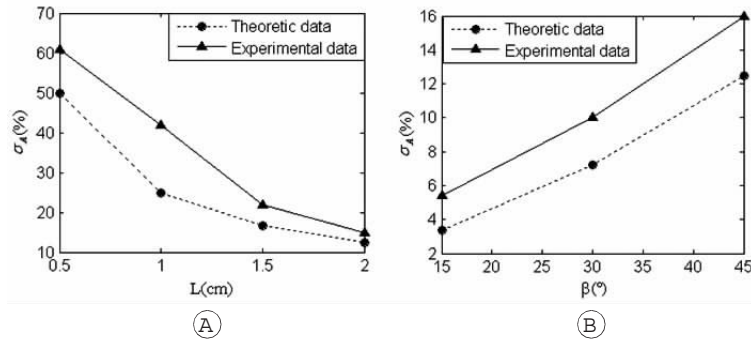 Theoretic data
Experimental data
70
60
50
40
30
20
10
σA(%)
0.5
1
1.5
2
L(cm)
A
Theoretic data
Experimental data
16
14
12
10
8
6
4
2
σA(%)
15
20
25
30
35
40
45
β(º)
B